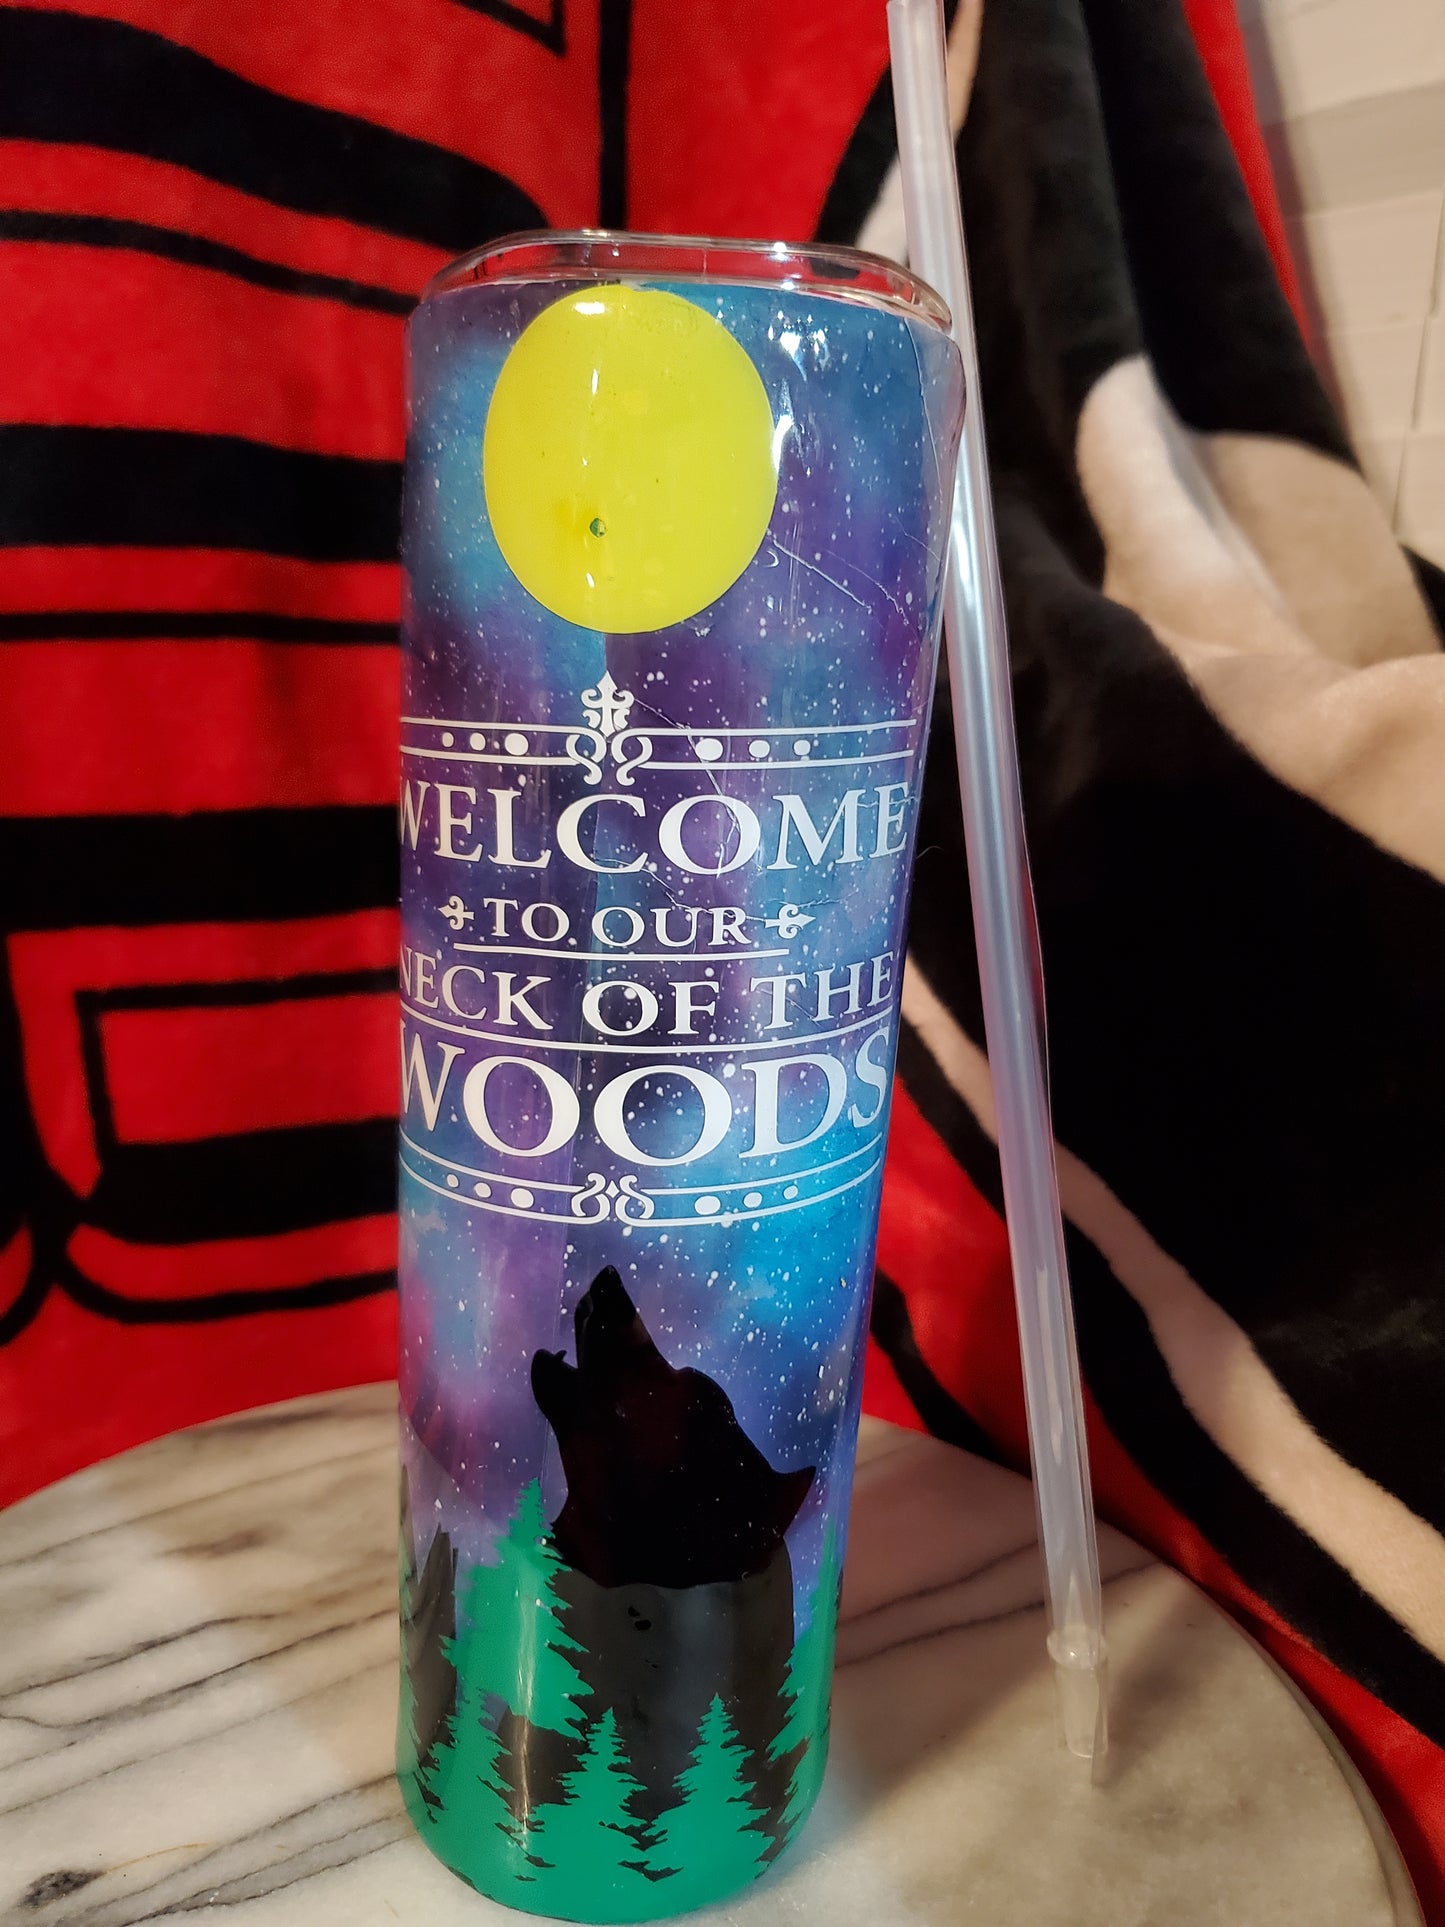 WELCOME
TO OUR
NECK OF THE
WOODS